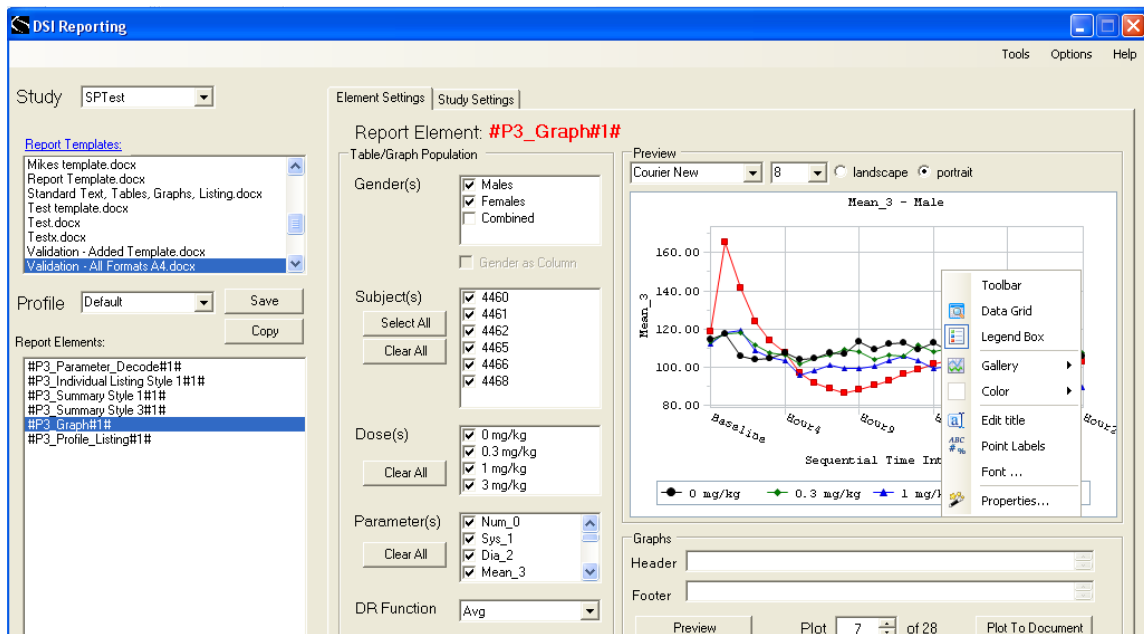 DSI Reporting
Tools Options Help
Study SPTest
Report Templates:
Mikes template.docx
Report Template.docx
Standard Text, Tables, Graphs, Listing.docx
Test template.docx
Test.docx
Testx.docx
Validation - Added Template.docx
Validation - All Formats A4.docx
Profile Default Save
Copy
Report Elements:
#P3_Parameter_Decode#1#
#P3_Individual Listing Style 1#1#
#P3_Summary Style 1#1#
#P3_Summary Style 3#1#
#P3_Graph#1#
#P3_Profile_Listing#1#
Element Settings Study Settings
Report Element: #P3_Graph#1#
Table/Graph Population
Gender(s)
Males
Females
Combined
Gender as Column
Subject(s)
Select All
Clear All
4460
4461
4462
4465
4466
4468
Dose(s)
Clear All
0 mg/kg
0.3 mg/kg
1 mg/kg
3 mg/kg
Parameter(s)
Clear All
Num_0
Sys_1
Dia_2
Mean_3
DR Function Avg
Preview
Courier New 8 landscape portrait
Mean_3 - Male
Mean_3
160.00
140.00
120.00
100.00
80.00
Baseline Hour4 Hour9
Sequential Time Int
0 mg/kg 0.3 mg/kg 1 mg/
Toolbar
Data Grid
Legend Box
Gallery
Color
Edit title
Point Labels
Font ...
Properties...
Graphs
Header
Footer
Preview Plot 7 of 28 Plot To Document